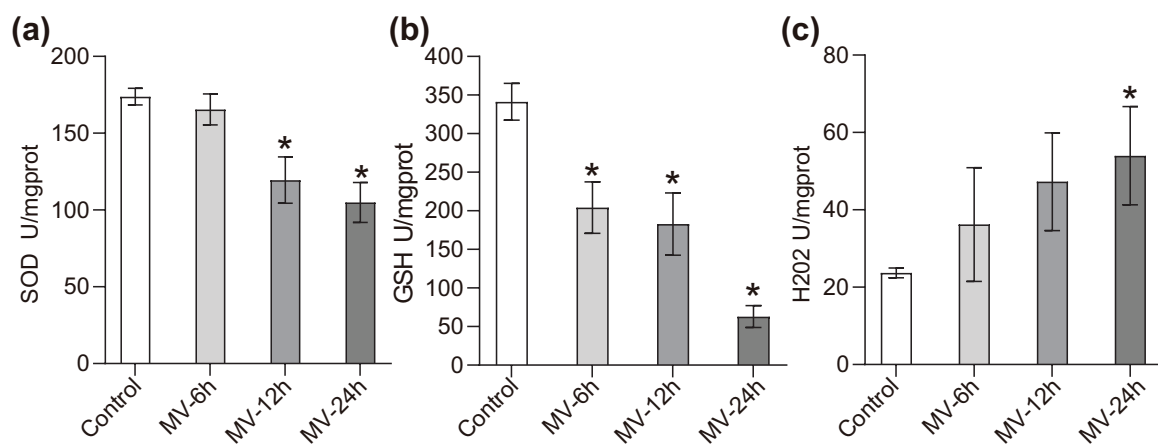 (a)
200
150
100
50
0
SOD U/mgprot
* *
Control MV-6h MV-12h MV-24h
(b)
400
350
300
250
200
150
100
50
0
GSH U/mgprot
* * *
Control MV-6h MV-12h MV-24h
(c)
80
60
40
20
0
H202 U/mgprot
*
Control MV-6h MV-12h MV-24h